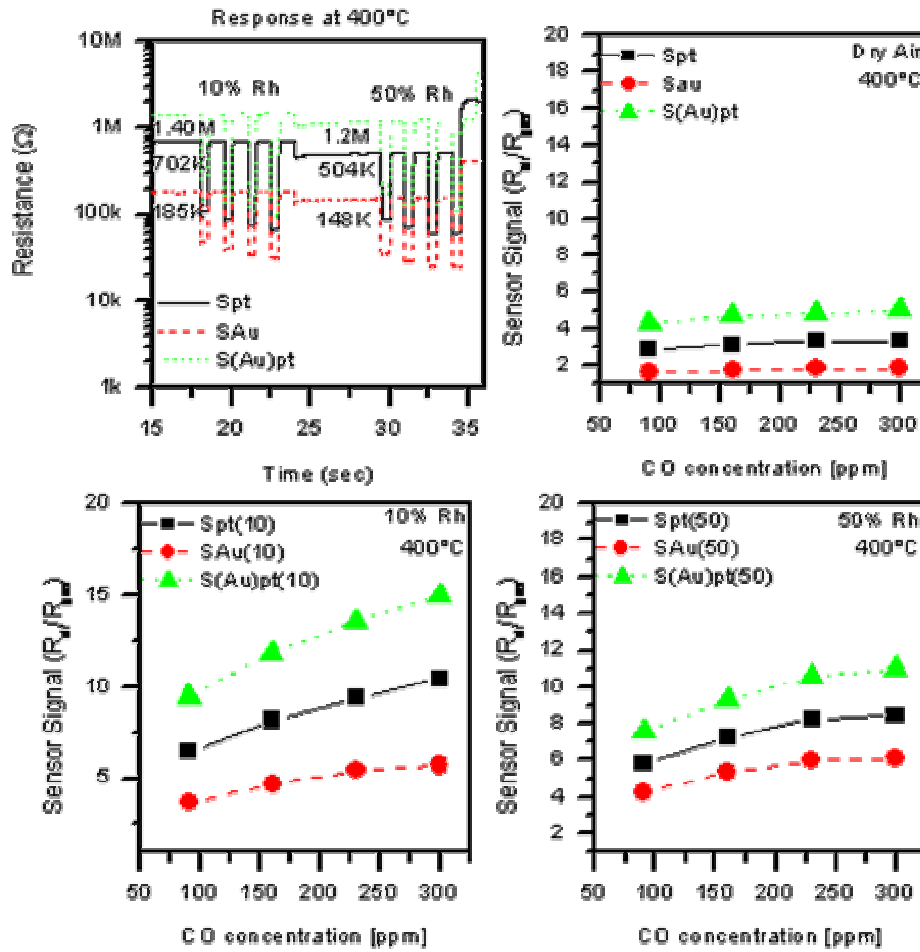 Response at 400°C
10M
1M
100k
10k
1k
Resistance (Ω)
10% Rh
50% Rh
1.40M
1.2M
702K
504K
185K
148K
Spt
SAu
S(Au)pt
15 20 25 30 35
Time (sec)
20
18
16
14
12
10
8
6
4
2
Sensor Signal
Spt
Sau
S(Au)pt
Dry Air
400°C
50 100 150 200 250 300
CO concentration [ppm]
20
15
10
5
Sensor Signal
Spt(10)
SAu(10)
S(Au)pt(10)
10% Rh
400°C
50 100 150 200 250 300
CO concentration [ppm]
20
18
16
14
12
10
8
6
4
2
Sensor Signal
Spt(50)
SAu(50)
S(Au)pt(50)
50% Rh
400°C
50 100 150 200 250 300
CO concentration [ppm]